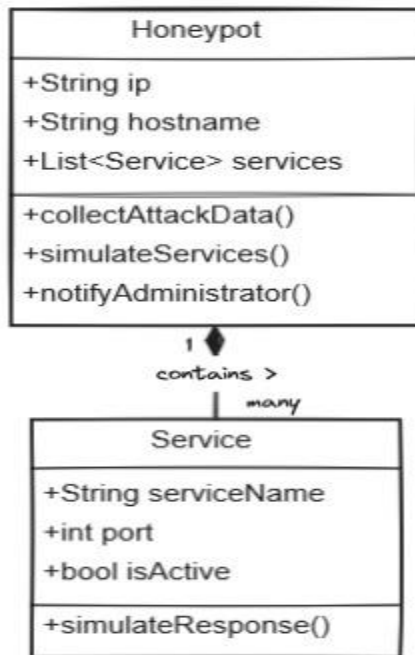 Honeypot
+String ip
+String hostname
+List<Service> services
+collectAttackData()
+simulateServices()
+notifyAdministrator()
1
contains >
many
Service
+String serviceName
+int port
+bool isActive
+simulateResponse()